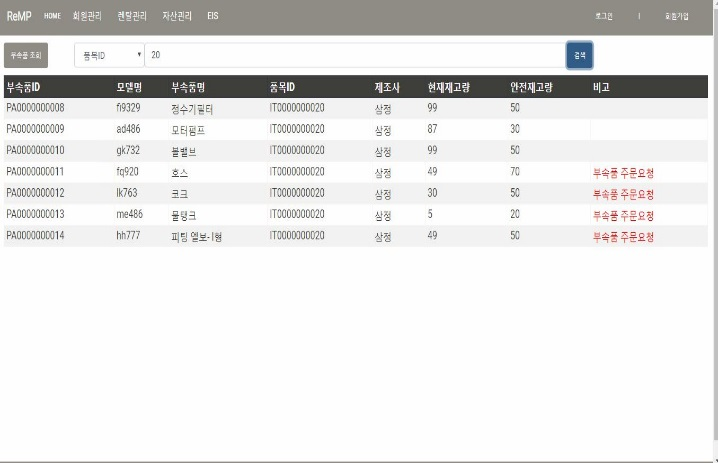 ReMP HOME 회원관리 렌탈관리 자산관리 EIS 로그인 | 회원가입
부속품 조회 품목ID 20 검색
부속품ID 모델명 부속품명 품목ID 제조사 현재재고량 안전재고량 비고
PA0000000008 fi9329 정수기필터 IT0000000020 삼정 99 50
PA0000000009 ad486 모터펌프 IT0000000020 삼정 87 30
PA0000000010 gk732 볼밸브 IT0000000020 삼정 99 50
PA0000000011 fq920 호스 IT0000000020 삼정 49 70 부속품 주문요청
PA0000000012 lk763 코크 IT0000000020 삼정 30 50 부속품 주문요청
PA0000000013 me486 물탱크 IT0000000020 삼정 5 20 부속품 주문요청
PA0000000014 hh777 피팅 엘보-1형 IT0000000020 삼정 49 50 부속품 주문요청